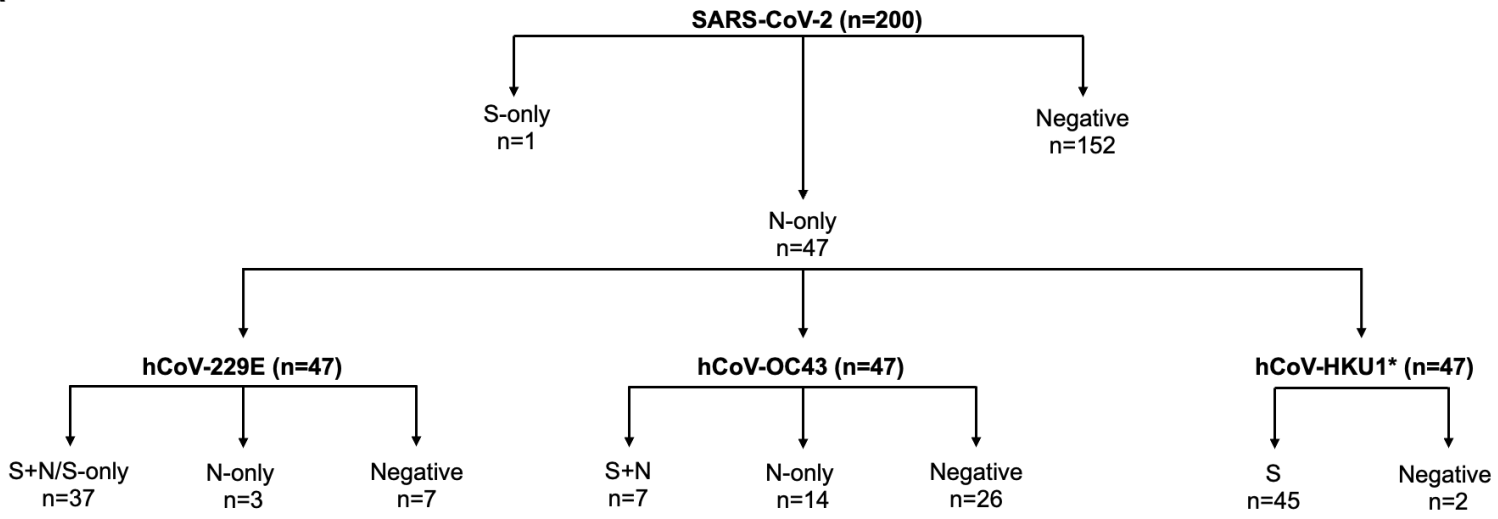 SARS-CoV-2 (n=200)
S-only
n=1
Negative
n=152
N-only
n=47
hCoV-229E (n=47)
hCoV-OC43 (n=47)
hCoV-HKU1* (n=47)
S+N/S-only
n=37
N-only
n=3
Negative
n=7
S+N
n=7
N-only
n=14
Negative
n=26
S
n=45
Negative
n=2